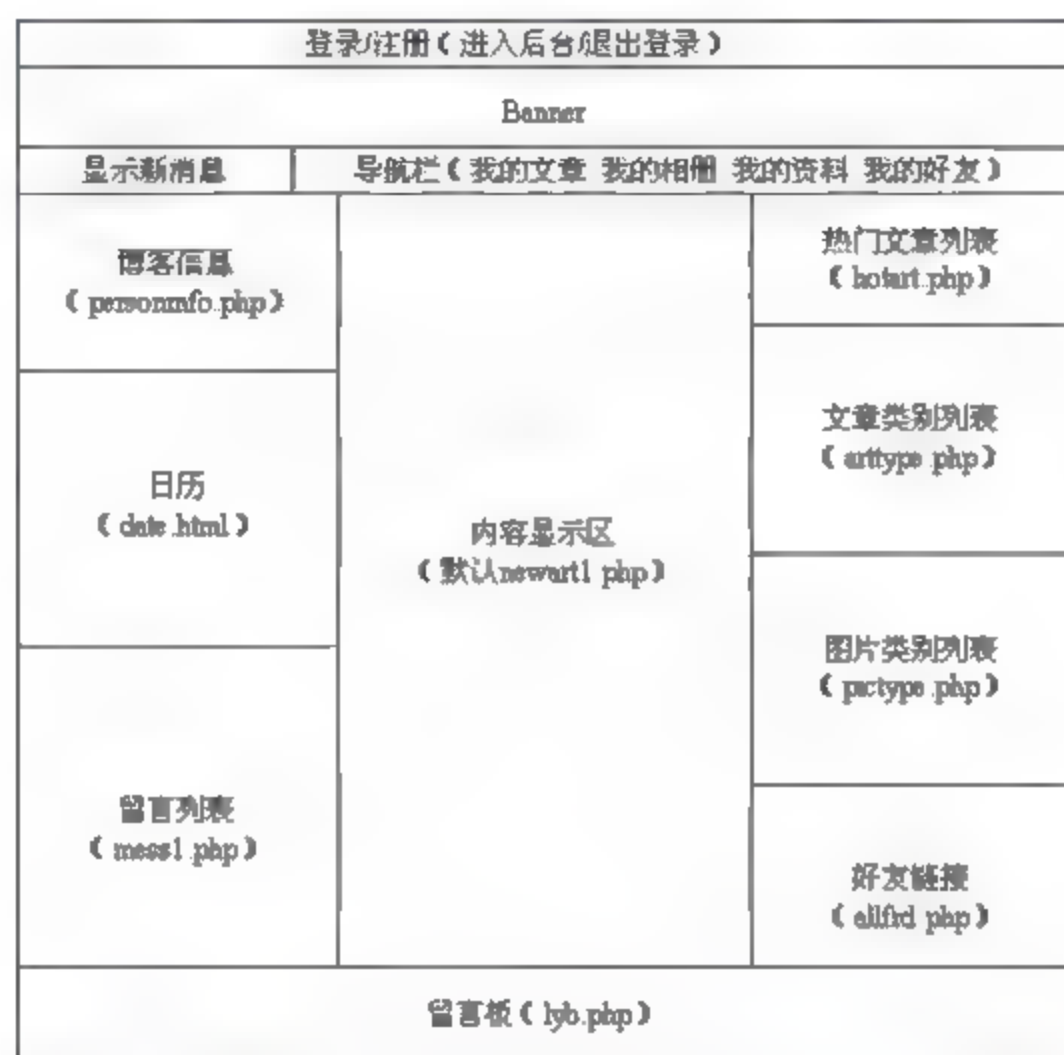 登录/注册（进入后台/退出登录）
Banner
显示新消息
导航栏（我的文章 我的相册 我的资料 我的好友）
博客信息
（personinfo.php）
日历
（date.html）
留言列表
（mess1.php）
内容显示区
（默认newart1.php）
热门文章列表
（hotart.php）
文章类别列表
（arttype.php）
图片类别列表
（pictype.php）
好友链接
（allfrd.php）
留言板（lyb.php）